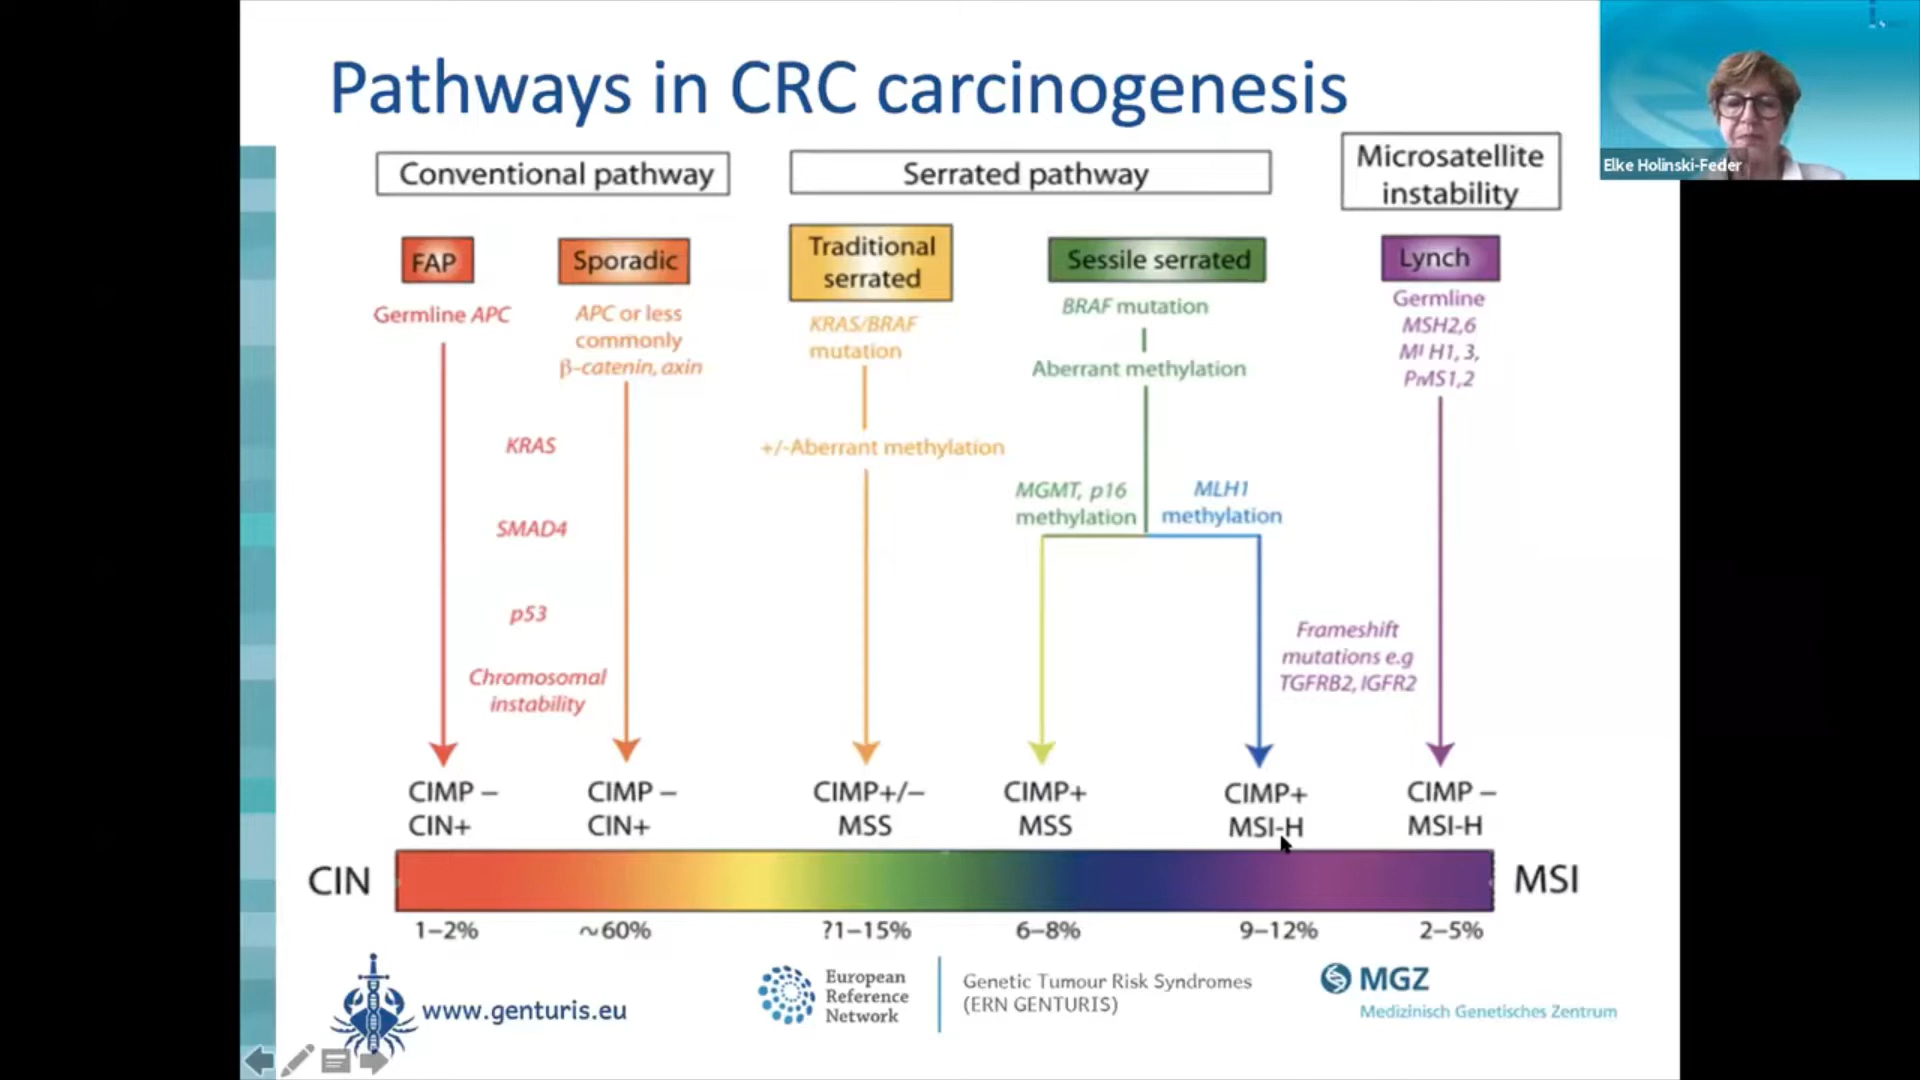 Pathways in CRC carcinogenesis
Elke Holinski-Feder
Conventional pathway
Serrated pathway
Microsatellite
instability
FAP
Sporadic
Traditional
serrated
Sessile serrated
Lynch
Germline APC
APC or less
commonly
β-catenin, axin
KRAS/BRAF
mutation
BRAF mutation
Aberrant methylation
Germline
MSH2,6
H1, 3,
PMS1,2
KRAS
SMAD4
p53
Chromosomal
instability
+/-Aberrant methylation
MGMT, p16
methylation
MLH1
methylation
Frameshift
mutations e.g
TGFRB2, IGFR2
CIMP –
CIN+
CIMP –
CIN+
CIMP+/–
MSS
CIMP+
MSS
CIMP+
MSI-H
CIMP –
MSI-H
CIN
MSI
1–2%
~60%
?1–15%
6–8%
9–12%
2–5%
www.genturis.eu
European
Reference
Network
Genetic Tumour Risk Syndromes
(ERN GENTURIS)
MGZ
Medizinisch Genetisches Zentrum